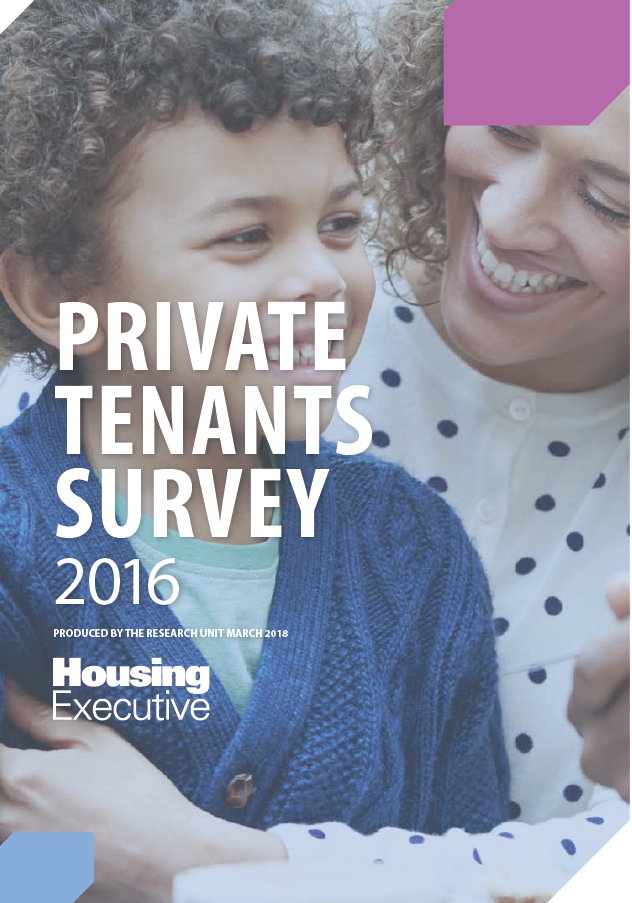 PRIVATE
TENANTS
SURVEY
2016
PRODUCED BY THE RESEARCH UNIT MARCH 2018
Housing
Executive